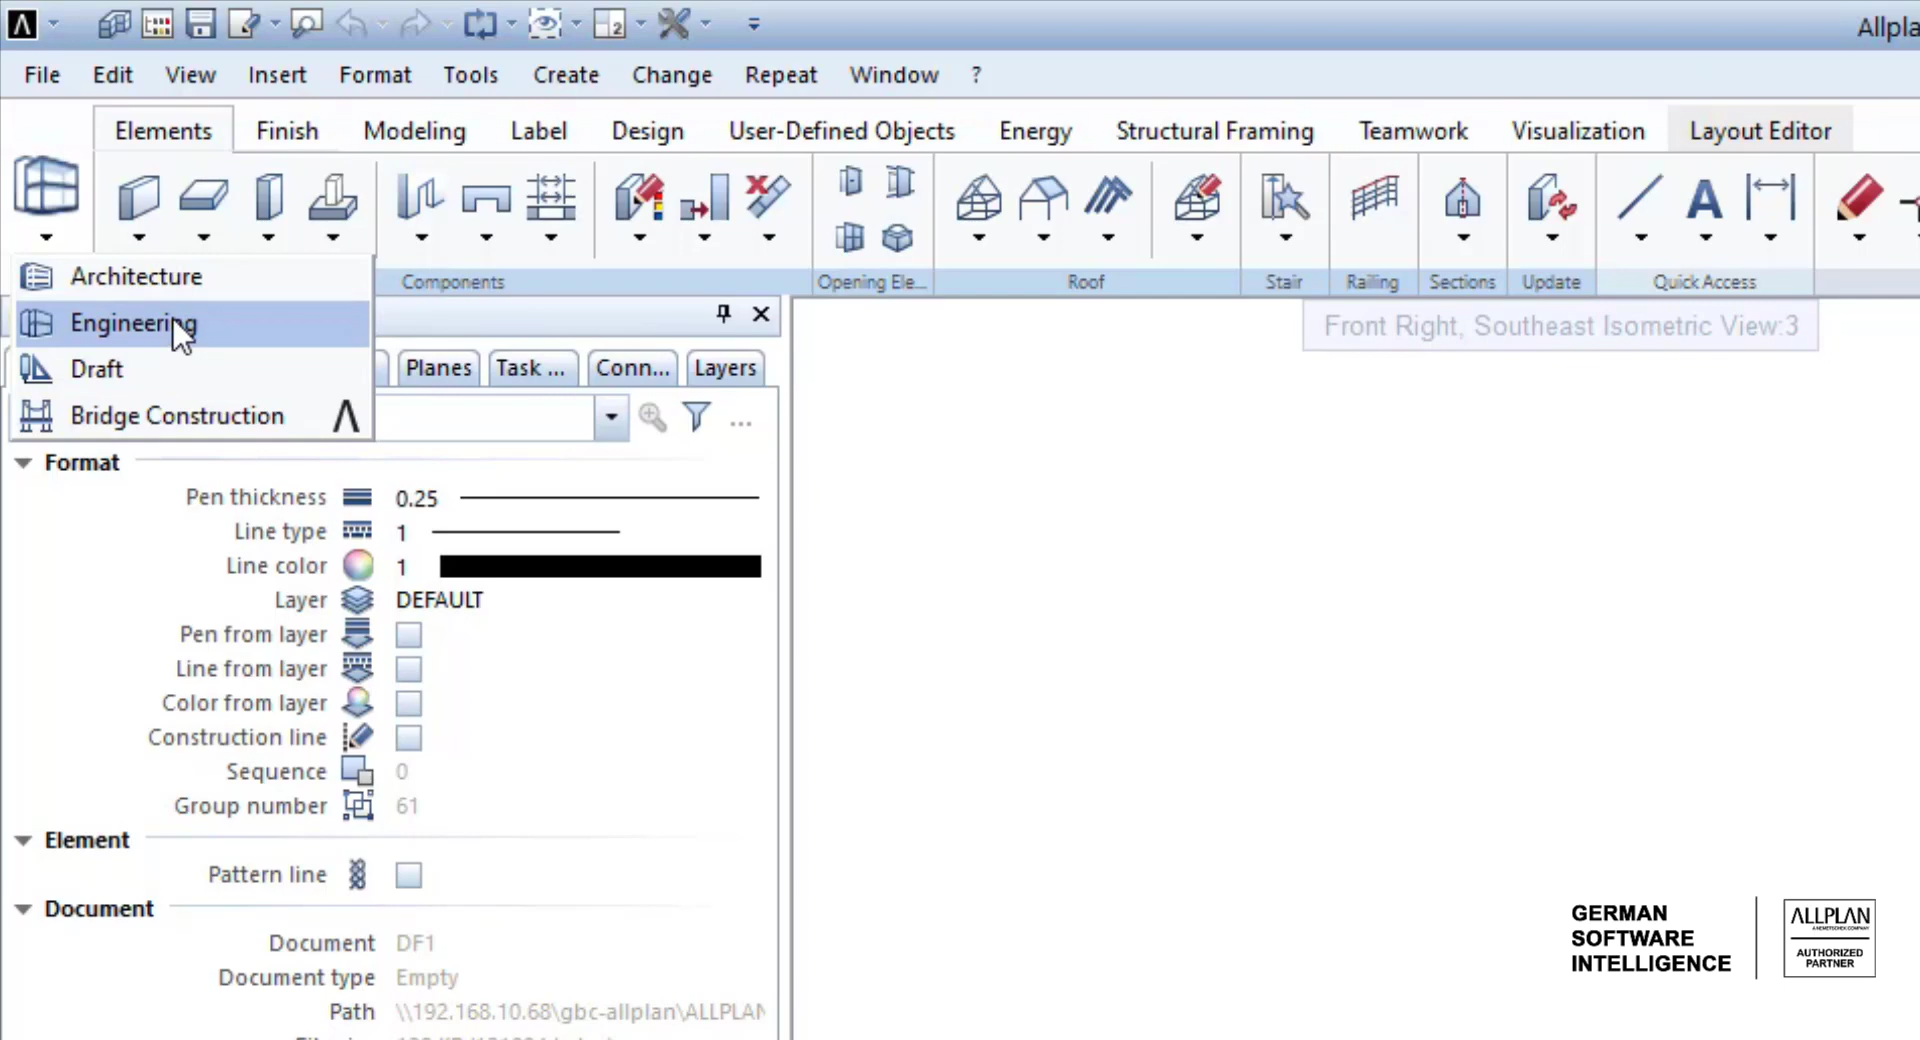 Allpla
File Edit View Insert Format Tools Create Change Repeat Window ?
Elements Finish Modeling Label Design User-Defined Objects Energy Structural Framing Teamwork Visualization Layout Editor
Components Opening Ele... Roof Stair Railing Sections Update Quick Access
Architecture
Engineering
Draft
Bridge Construction
Front Right, Southeast Isometric View:3
Planes Task ... Conn... Layers
...
Format
Pen thickness 0.25
Line type 1
Line color 1
Layer DEFAULT
Pen from layer
Line from layer
Color from layer
Construction line
Sequence 0
Group number 61
Element
Pattern line
Document
Document DF1
Document type Empty
Path \\192.168.10.68\gbc-allplan\ALLPLAN
GERMAN
SOFTWARE
INTELLIGENCE
ALLPLAN
A NEMETSCHEK COMPANY
AUTHORIZED
PARTNER